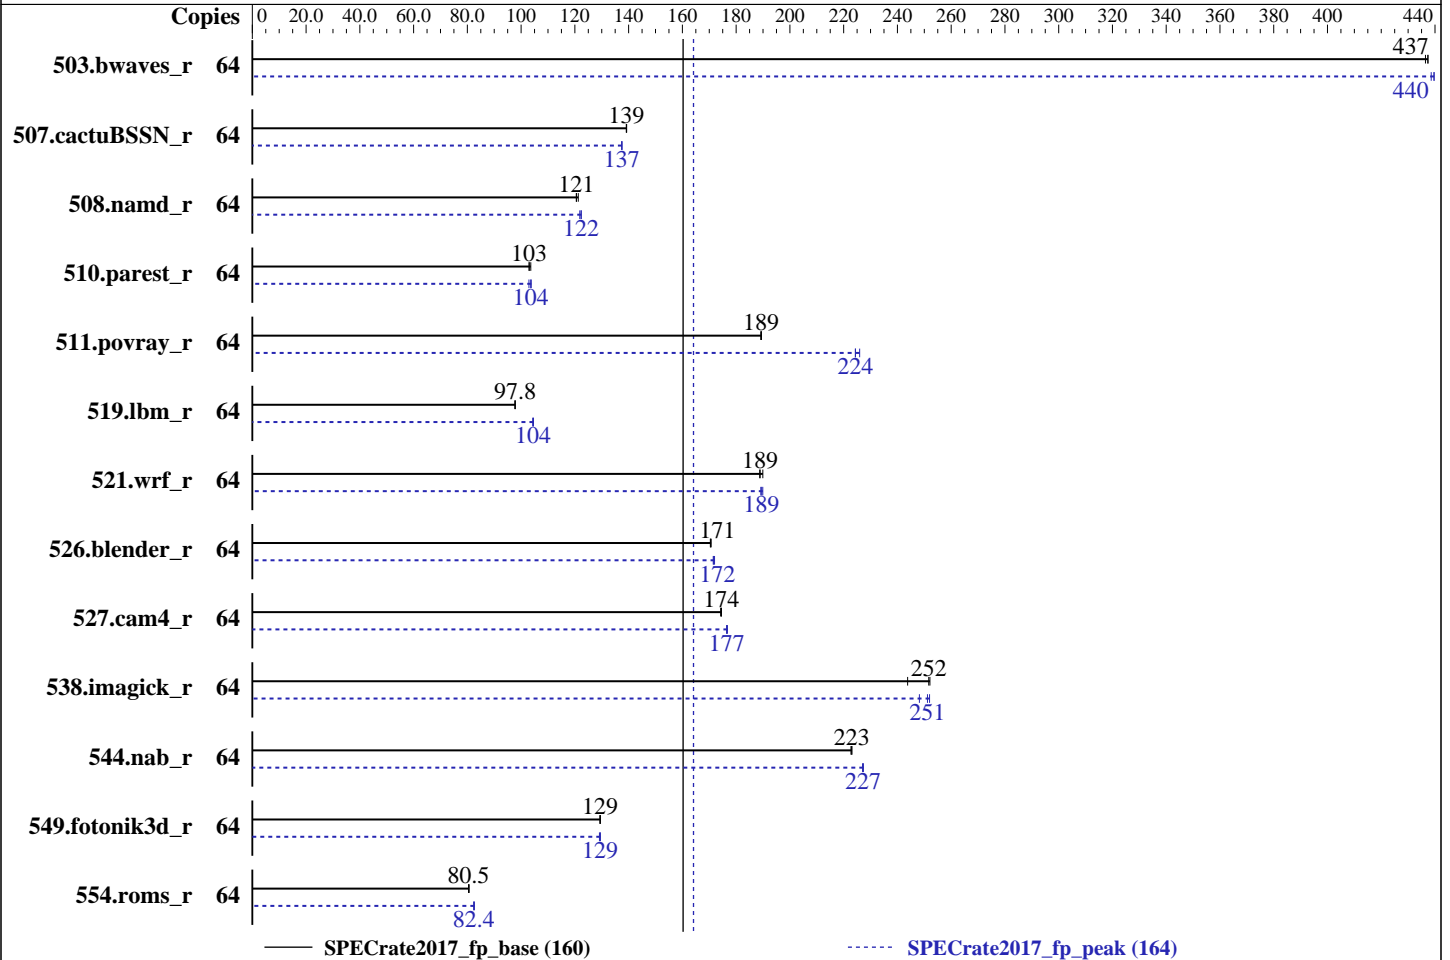 Copies 0 20.0 40.0 60.0 80.0 100 120 140 160 180 200 220 240 260 280 300 320 340 360 380 400 440
503.bwaves_r 64 437
440
507.cactuBSSN_r 64 139
137
508.namd_r 64 121
122
510.parest_r 64 103
104
511.povray_r 64 189
224
519.lbm_r 64 97.8
104
521.wrf_r 64 189
189
526.blender_r 64 171
172
527.cam4_r 64 174
177
538.imagick_r 64 252
251
544.nab_r 64 223
227
549.fotonik3d_r 64 129
129
554.roms_r 64 80.5
82.4
SPECrate2017_fp_base (160) SPECrate2017_fp_peak (164)